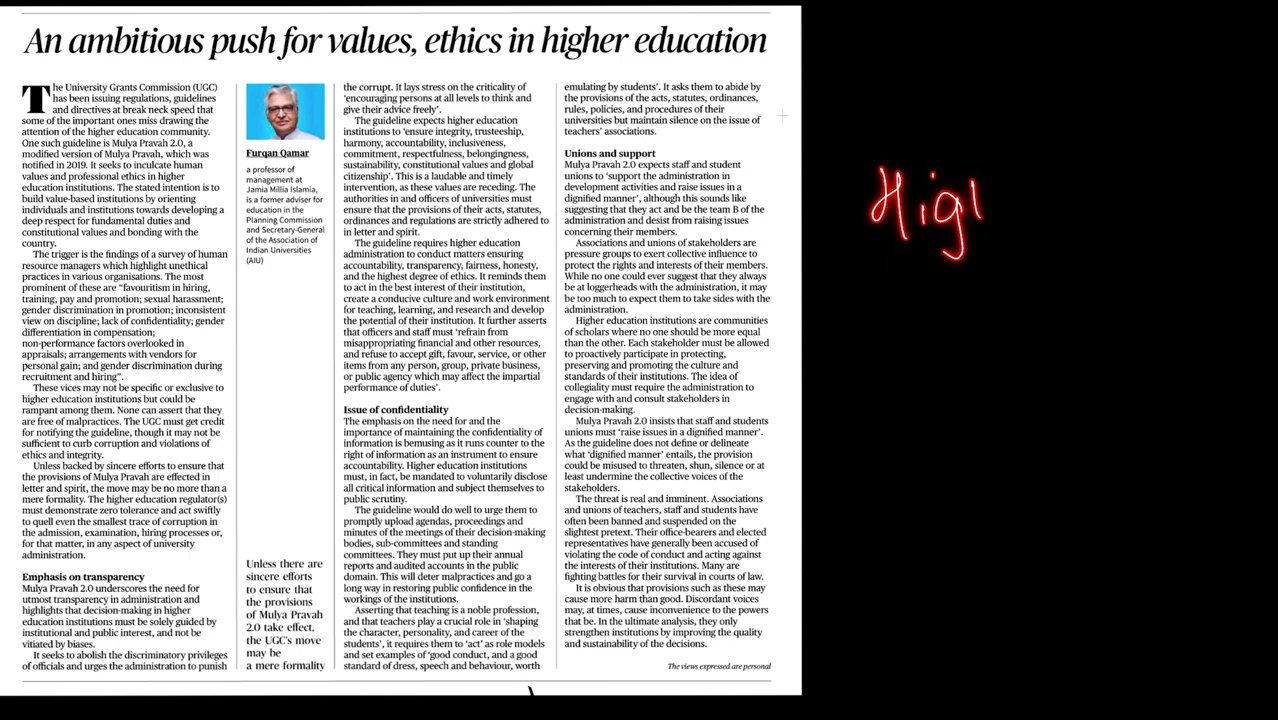 An ambitious push for values, ethics in higher education
The University Grants Commission (UGC)
has been issuing regulations, guidelines
and directives at break neck speed that
some of the important ones miss drawing the
attention of the higher education community.
One such guideline is Mulya Pravah 2.0, a
modified version of Mulya Pravah, which was
notified in 2019. It seeks to inculcate human
values and professional ethics in higher
education institutions. The stated intention is to
build value-based institutions by orienting
individuals and institutions towards developing a
deep respect for fundamental duties and
constitutional values and bonding with the
country.
The trigger is the findings of a survey of human
resource managers which highlight unethical
practices in various organisations. The most
prominent of these are “favouritism in hiring,
training, pay and promotion; sexual harassment;
gender discrimination in promotion; inconsistent
view on discipline; lack of confidentiality; gender
differentiation in compensation;
non-performance factors overlooked in
appraisals; arrangements with vendors for
personal gain; and gender discrimination during
recruitment and hiring”.
These vices may not be specific or exclusive to
higher education institutions but could be
rampant among them. None can assert that they
are free of malpractices. The UGC must get credit
for notifying the guideline, though it may not be
sufficient to curb corruption and violations of
ethics and integrity.
Unless backed by sincere efforts to ensure that
the provisions of Mulya Pravah are effected in
letter and spirit, the move may be no more than a
mere formality. The higher education regulator(s)
must demonstrate zero tolerance and act swiftly
to quell even the smallest trace of corruption in
the admission, examination, hiring processes or,
for that matter, in any aspect of university
administration.
Emphasis on transparency
Mulya Pravah 2.0 underscores the need for
utmost transparency in administration and
highlights that decision-making in higher
education institutions must be solely guided by
institutional and public interest, and not be
vitiated by biases.
It seeks to abolish the discriminatory privileges
of officials and urges the administration to punish
Furqan Qamar
a professor of
management at
Jamia Millia Islamia,
is a former adviser for
education in the
Planning Commission
and Secretary-General
of the Association of
Indian Universities
(AIU)
Unless there are
sincere efforts
to ensure that
the provisions
of Mulya Pravah
2.0 take effect,
the UGC’s move
may be
a mere formality
the corrupt. It lays stress on the criticality of
‘encouraging persons at all levels to think and
give their advice freely’.
The guideline expects higher education
institutions to ‘ensure integrity, trusteeship,
harmony, accountability, inclusiveness,
commitment, respectfulness, belongingness,
sustainability, constitutional values and global
citizenship’. This is a laudable and timely
intervention, as these values are receding. The
authorities in and officers of universities must
ensure that the provisions of their acts, statutes,
ordinances and regulations are strictly adhered to
in letter and spirit.
The guideline requires higher education
administration to conduct matters ensuring
accountability, transparency, fairness, honesty,
and the highest degree of ethics. It reminds them
to act in the best interest of their institution,
create a conducive culture and work environment
for teaching, learning, and research and develop
the potential of their institution. It further asserts
that officers and staff must ‘refrain from
misappropriating financial and other resources,
and refuse to accept gift, favour, service, or other
items from any person, group, private business,
or public agency which may affect the impartial
performance of duties’.
Issue of confidentiality
The emphasis on the need for and the
importance of maintaining the confidentiality of
information is bemusing as it runs counter to the
right of information as an instrument to ensure
accountability. Higher education institutions
must, in fact, be mandated to voluntarily disclose
all critical information and subject themselves to
public scrutiny.
The guideline would do well to urge them to
promptly upload agendas, proceedings and
minutes of the meetings of their decision-making
bodies, sub-committees and standing
committees. They must put up their annual
reports and audited accounts in the public
domain. This will deter malpractices and go a
long way in restoring public confidence in the
workings of the institutions.
Asserting that teaching is a noble profession,
and that teachers play a crucial role in ‘shaping
the character, personality, and career of the
students’, it requires them to ‘act’ as role models
and set examples of ‘good conduct, and a good
standard of dress, speech and behaviour, worth
emulating by students’. It asks them to abide by
the provisions of the acts, statutes, ordinances,
rules, policies, and procedures of their
universities but maintain silence on the issue of
teachers’ associations.
Unions and support
Mulya Pravah 2.0 expects staff and student
unions to ‘support the administration in
development activities and raise issues in a
dignified manner’, although this sounds like
suggesting that they act and be the team B of the
administration and desist from raising issues
concerning their members.
Associations and unions of stakeholders are
pressure groups to exert collective influence to
protect the rights and interests of their members.
While no one could ever suggest that they always
be at loggerheads with the administration, it may
be too much to expect them to take sides with the
administration.
Higher education institutions are communities
of scholars where no one should be more equal
than the other. Each stakeholder must be allowed
to proactively participate in protecting,
preserving and promoting the culture and
standards of their institutions. The idea of
collegiality must require the administration to
engage with and consult stakeholders in
decision-making.
Mulya Pravah 2.0 insists that staff and students
unions must ‘raise issues in a dignified manner’.
As the guideline does not define or delineate
what ‘dignified manner’ entails, the provision
could be misused to threaten, shun, silence or at
least undermine the collective voices of the
stakeholders.
The threat is real and imminent. Associations
and unions of teachers, staff and students have
often been banned and suspended on the
slightest pretext. Their office-bearers and elected
representatives have generally been accused of
violating the code of conduct and acting against
the interests of their institutions. Many are
fighting battles for their survival in courts of law.
It is obvious that provisions such as these may
cause more harm than good. Discordant voices
may, at times, cause inconvenience to the powers
that be. In the ultimate analysis, they only
strengthen institutions by improving the quality
and sustainability of the decisions.
The views expressed are personal
Higl